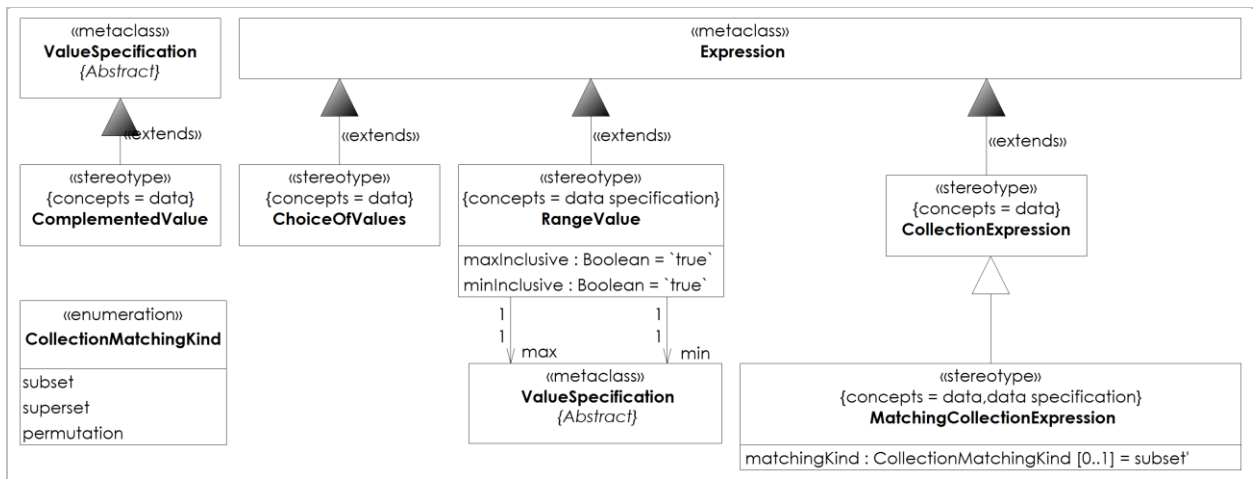 «metaclass»
ValueSpecification
{Abstract}
«metaclass»
Expression
«extends»
«extends»
«extends»
«extends»
«stereotype»
{concepts = data}
ComplementedValue
«stereotype»
{concepts = data}
ChoiceOfValues
«stereotype»
{concepts = data specification}
RangeValue
maxInclusive : Boolean = `true`
minInclusive : Boolean = `true`
«stereotype»
{concepts = data}
CollectionExpression
«enumeration»
CollectionMatchingKind
subset
superset
permutation
1
1
max
1
1
min
«metaclass»
ValueSpecification
{Abstract}
«stereotype»
{concepts = data,data specification}
MatchingCollectionExpression
matchingKind : CollectionMatchingKind [0..1] = subset'